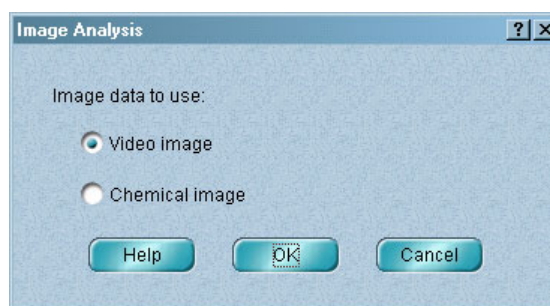 Image Analysis
Image data to use:
Video image
Chemical image
Help OK Cancel